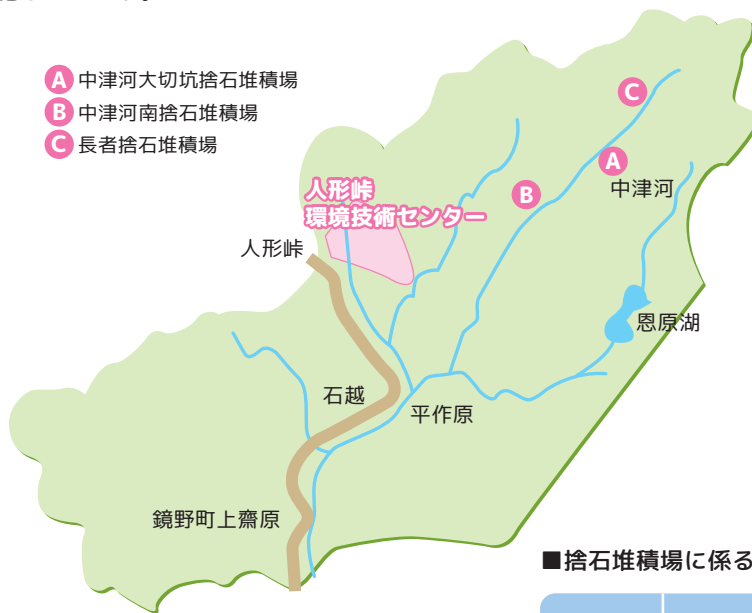 A 中津河大切坑捨石堆積場
B 中津河南捨石堆積場
C 長者捨石堆積場
C
A
中津河
B
人形峠
環境技術センター
人形峠
恩原湖
石越
平作原
鏡野町上齋原
■捨石堆積場に係る